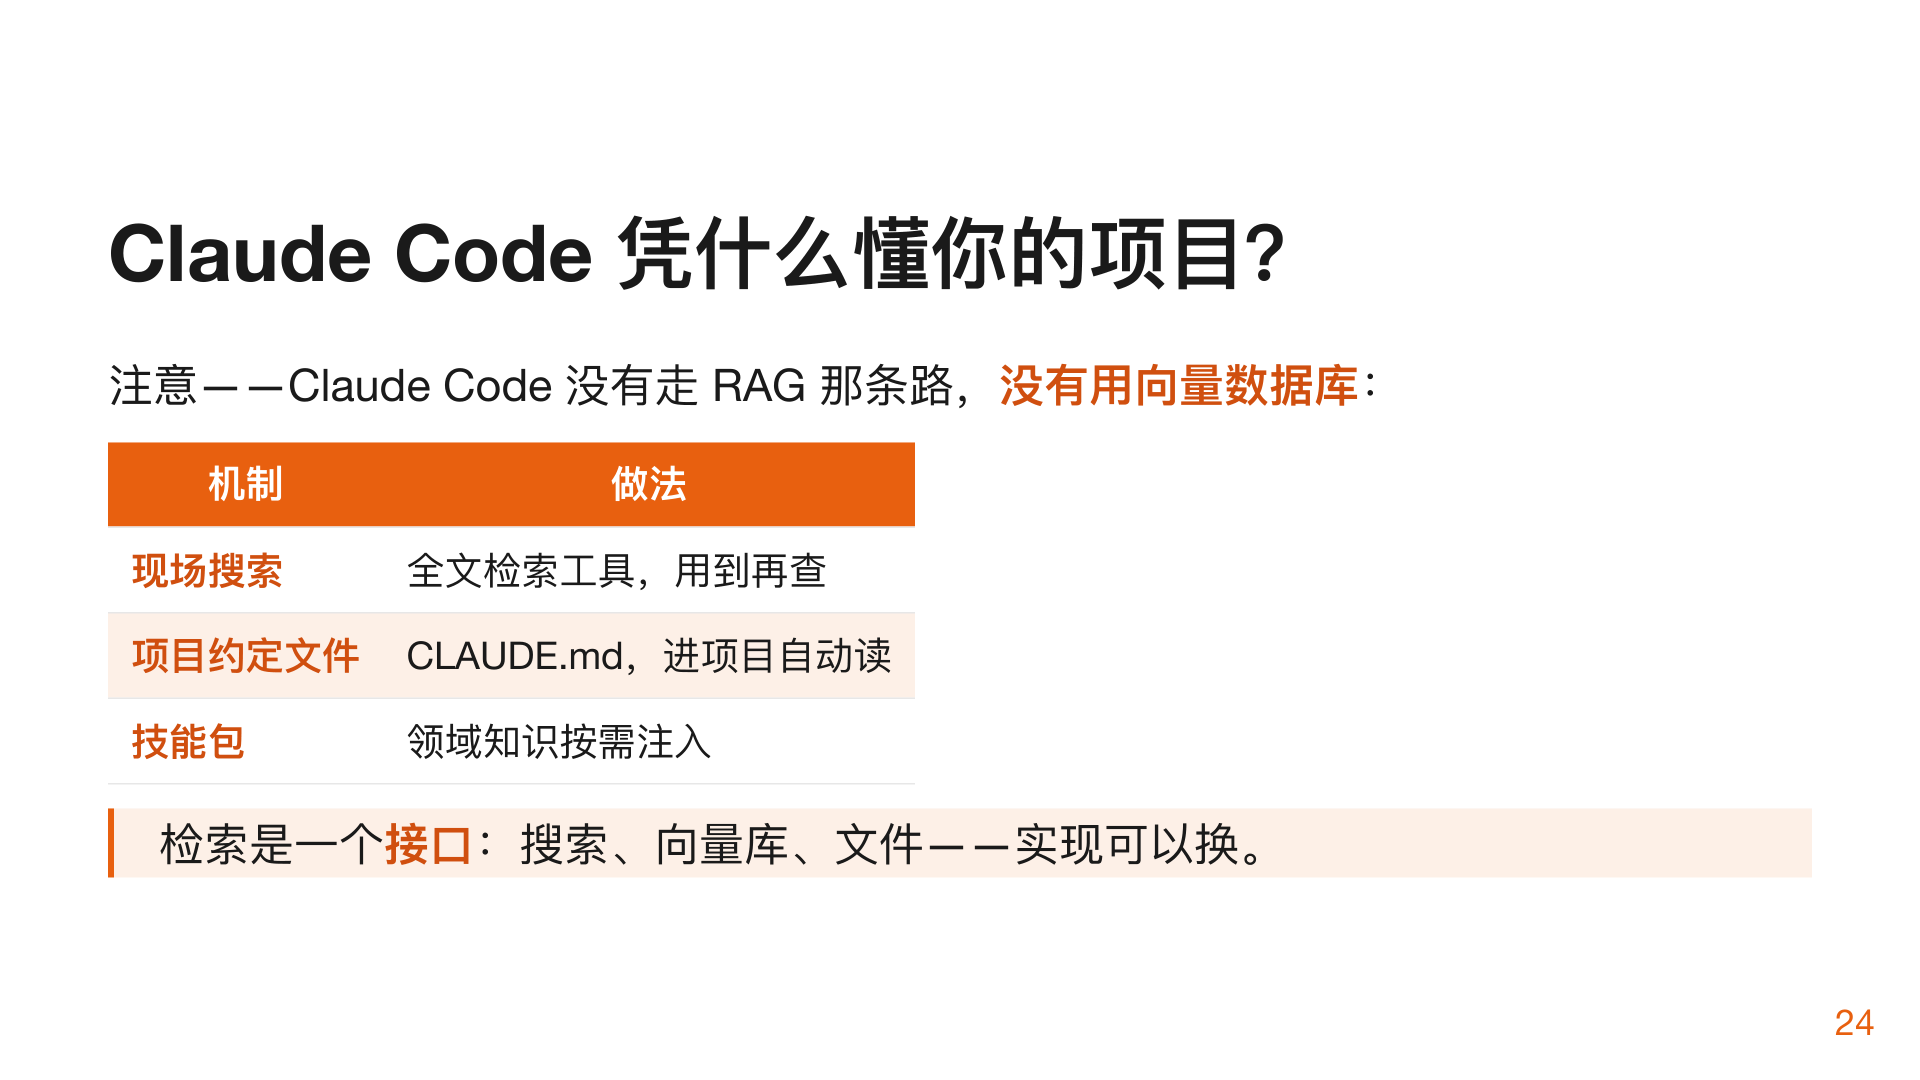 Claude Code 凭什么懂你的项目？
注意——Claude Code 没有走 RAG 那条路，没有用向量数据库：
机制 做法
现场搜索 全文检索工具，用到再查
项目约定文件 CLAUDE.md，进项目自动读
技能包 领域知识按需注入
检索是一个接口：搜索、向量库、文件——实现可以换。
24